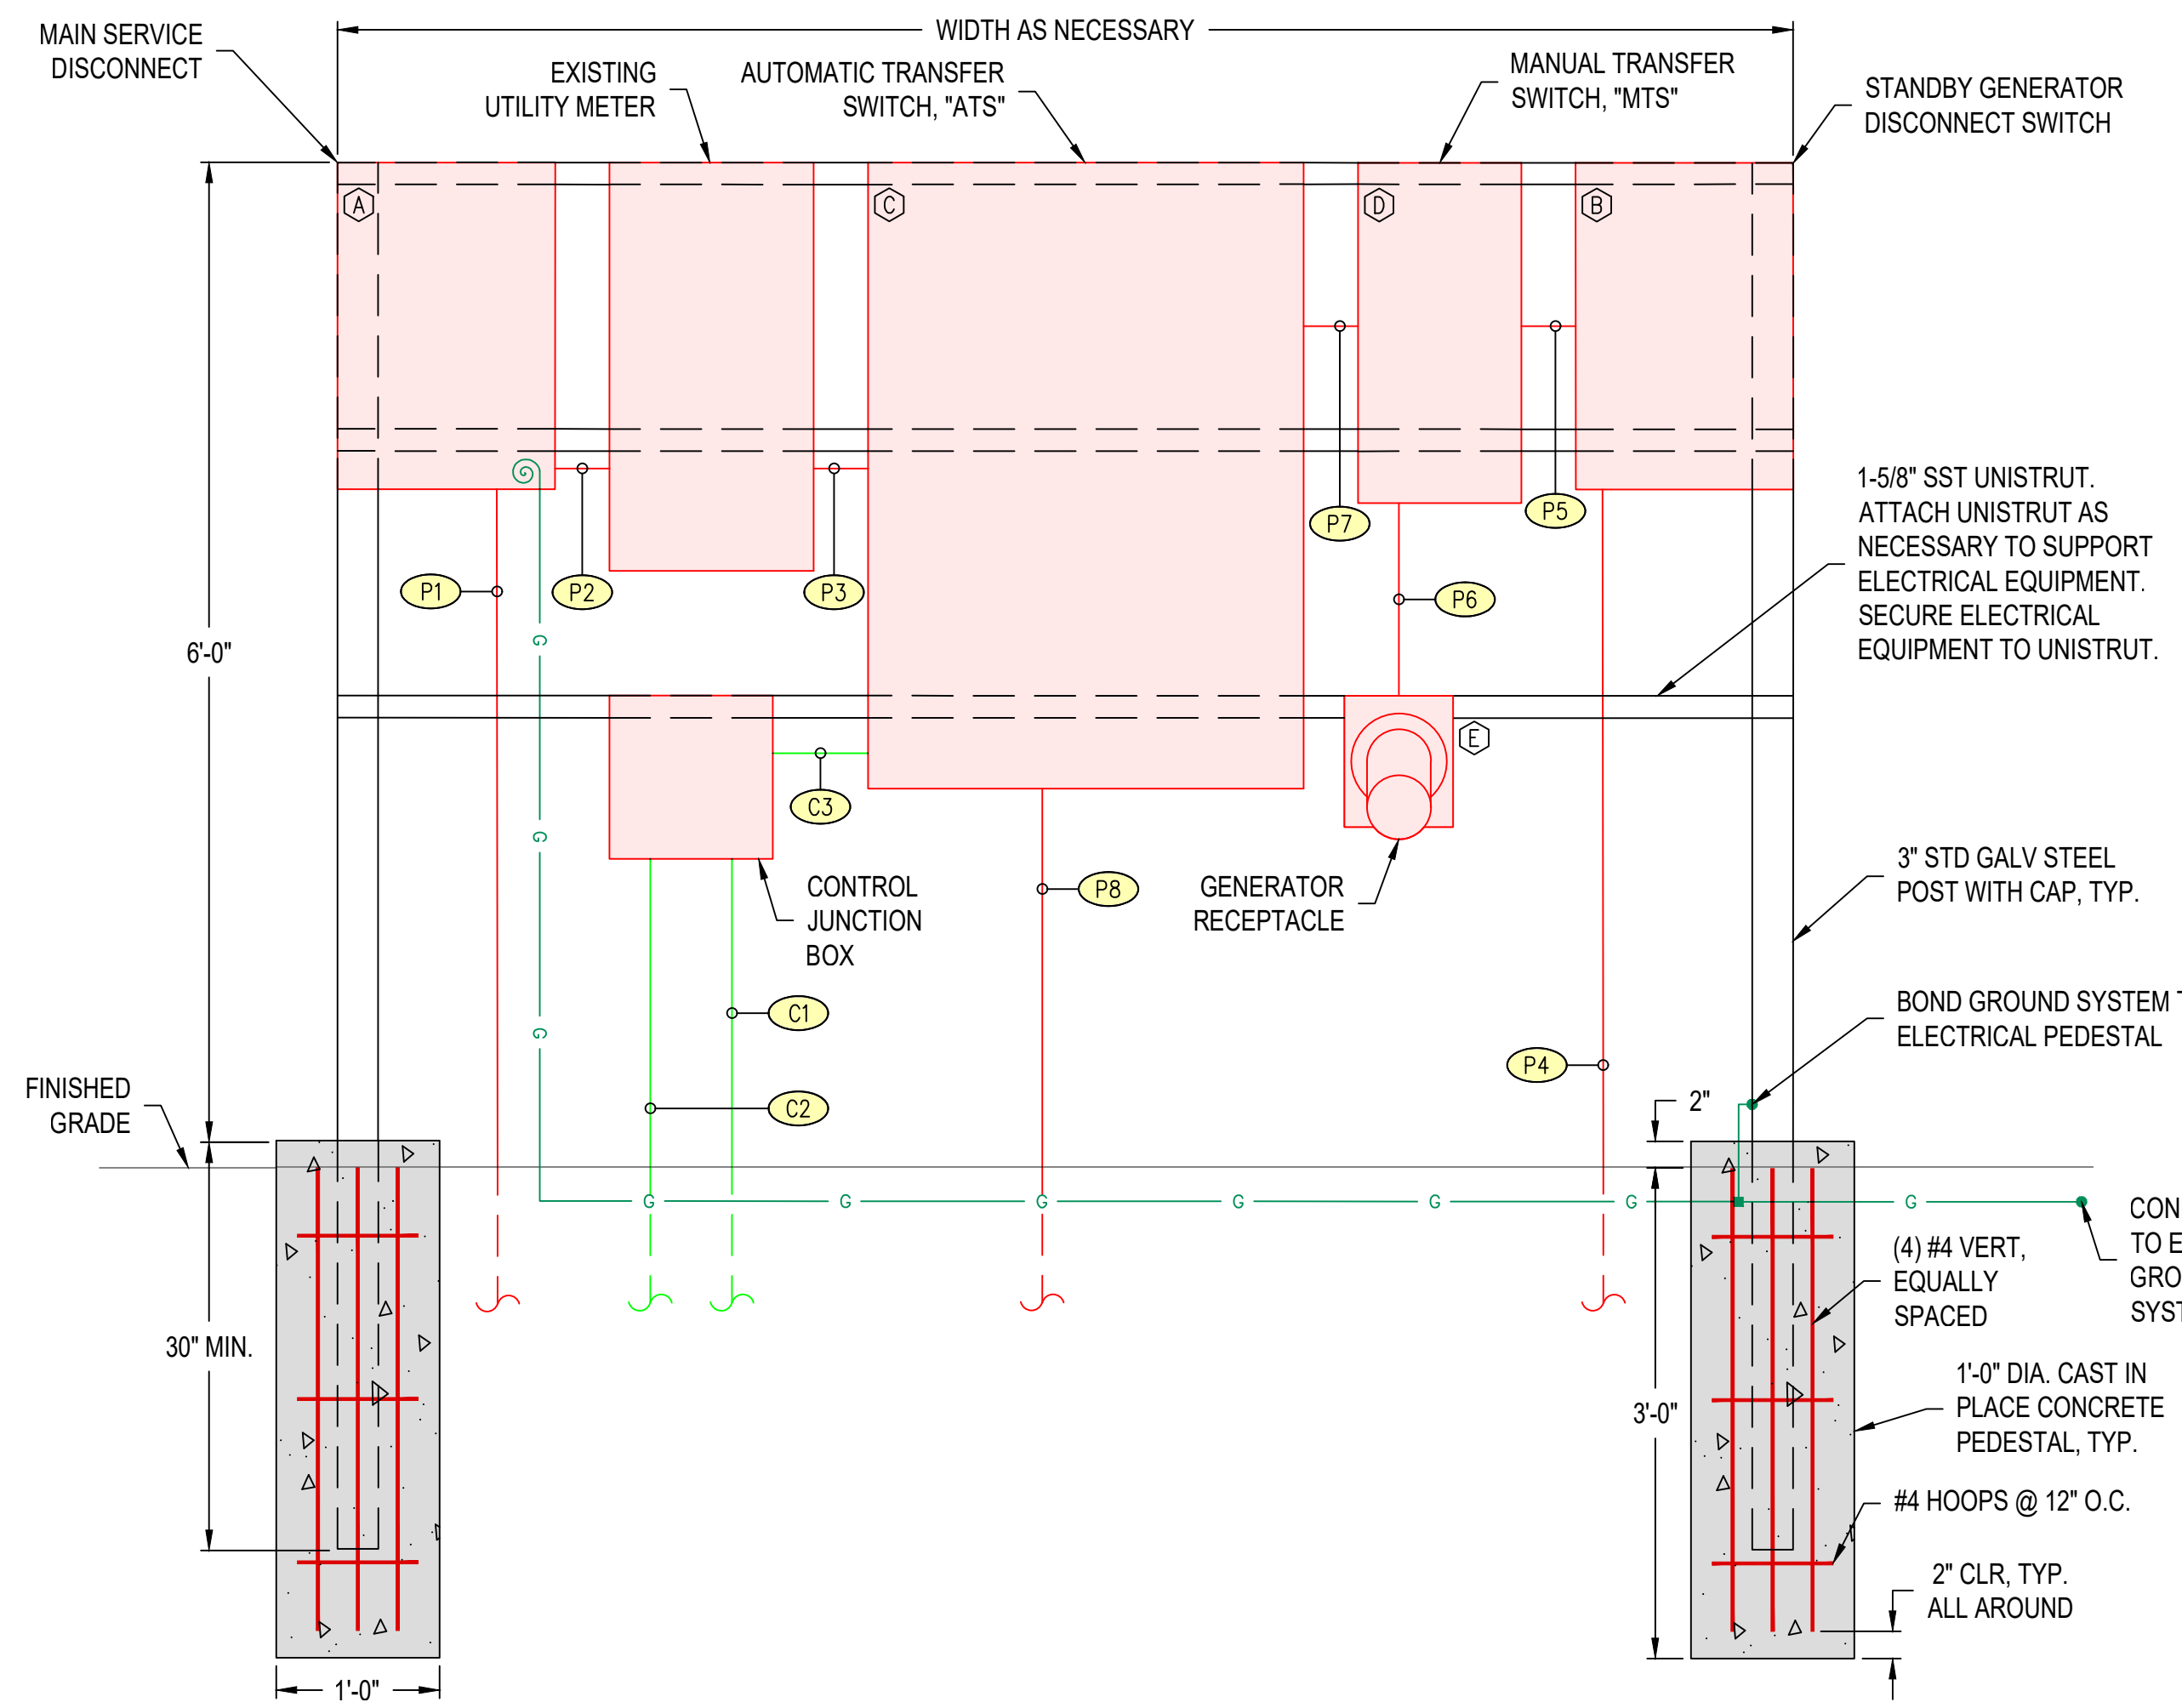 WIDTH AS NECESSARY
MAIN SERVICE
DISCONNECT
EXISTING
UTILITY METER
AUTOMATIC TRANSFER
SWITCH, "ATS"
MANUAL TRANSFER
SWITCH, "MTS"
STANDBY GENERATOR
DISCONNECT SWITCH
A
C
D
B
1-5/8" SST UNISTRUT.
ATTACH UNISTRUT AS
NECESSARY TO SUPPORT
ELECTRICAL EQUIPMENT.
SECURE ELECTRICAL
EQUIPMENT TO UNISTRUT.
P7
P5
P1
P2
P3
P6
G
6'-0"
E
C3
G
CONTROL
JUNCTION
BOX
P8
GENERATOR
RECEPTACLE
3" STD GALV STEEL
POST WITH CAP, TYP.
C1
G
BOND GROUND SYSTEM T
ELECTRICAL PEDESTAL
P4
C2
2"
FINISHED
GRADE
G G G G G G G
CON
TO E
GRO
SYST
(4) #4 VERT,
EQUALLY
SPACED
30" MIN.
3'-0"
1'-0" DIA. CAST IN
PLACE CONCRETE
PEDESTAL, TYP.
#4 HOOPS @ 12" O.C.
2" CLR, TYP.
ALL AROUND
1'-0"